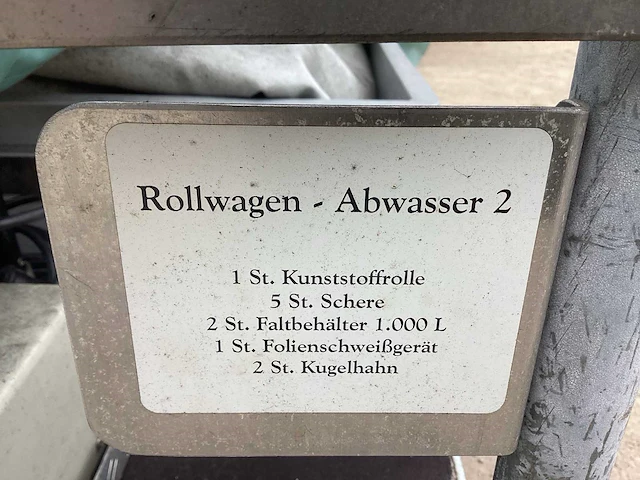 Rollwagen - Abwasser 2
1 St. Kunststoffrolle
5 St. Schere
2 St. Faltbehälter 1.000 L
1 St. Folienschweißgerät
2 St. Kugelhahn